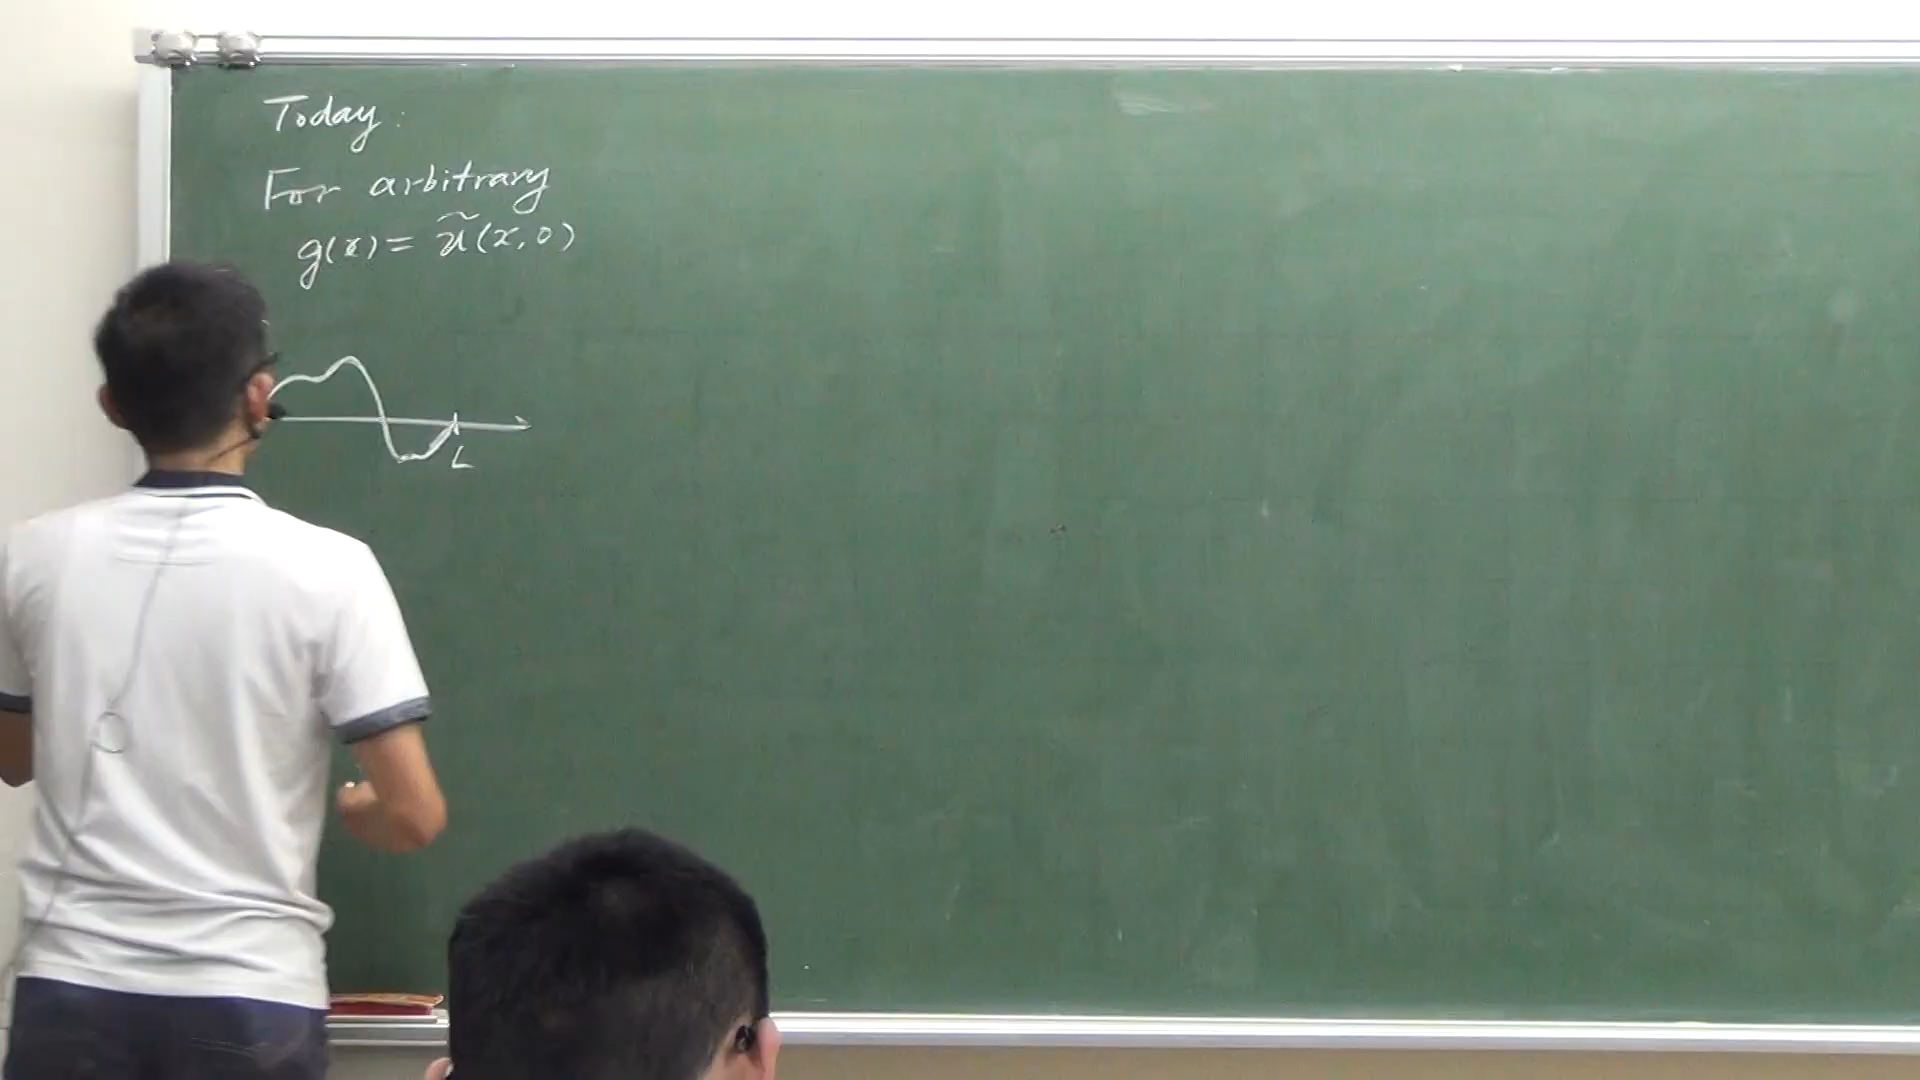 Today:
For arbitrary
g(x) = ũ(x,0)
L